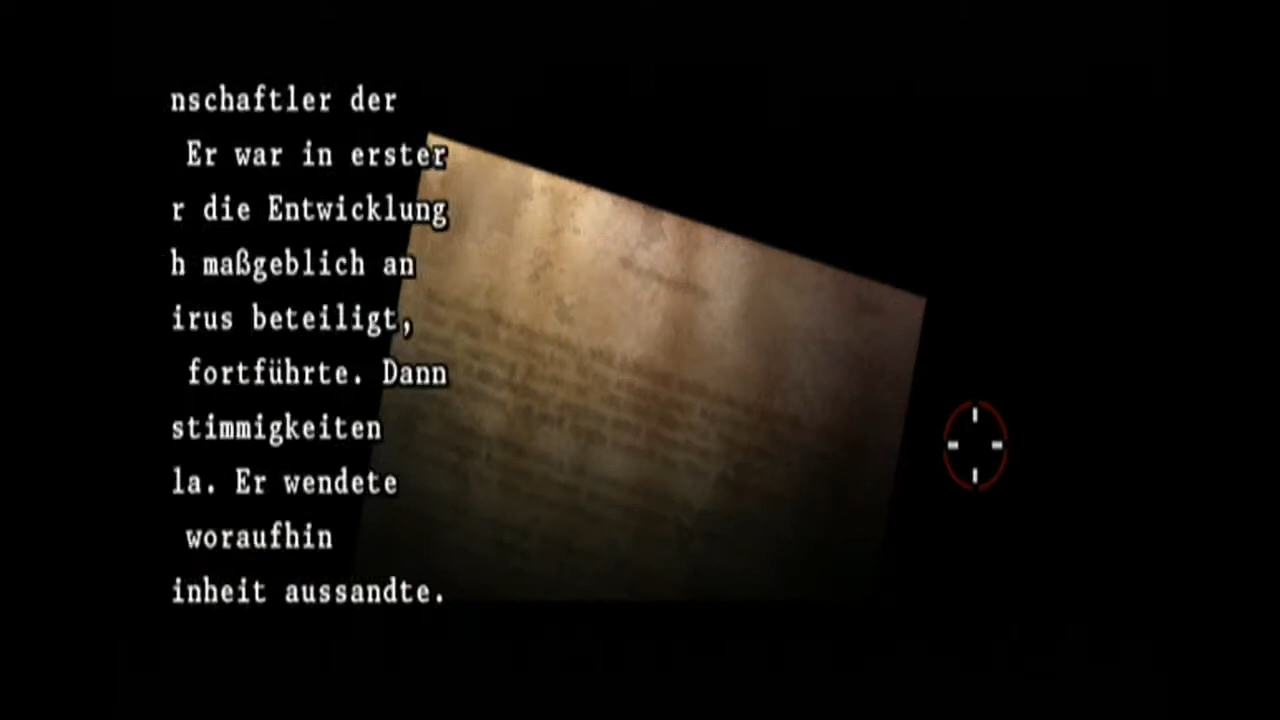 nschaftler der
Er war in erster
r die Entwicklung
h maßgeblich an
irus beteiligt,
fortführte. Dann
stimmigkeiten
la. Er wendete
woraufhin
inheit aussandte.